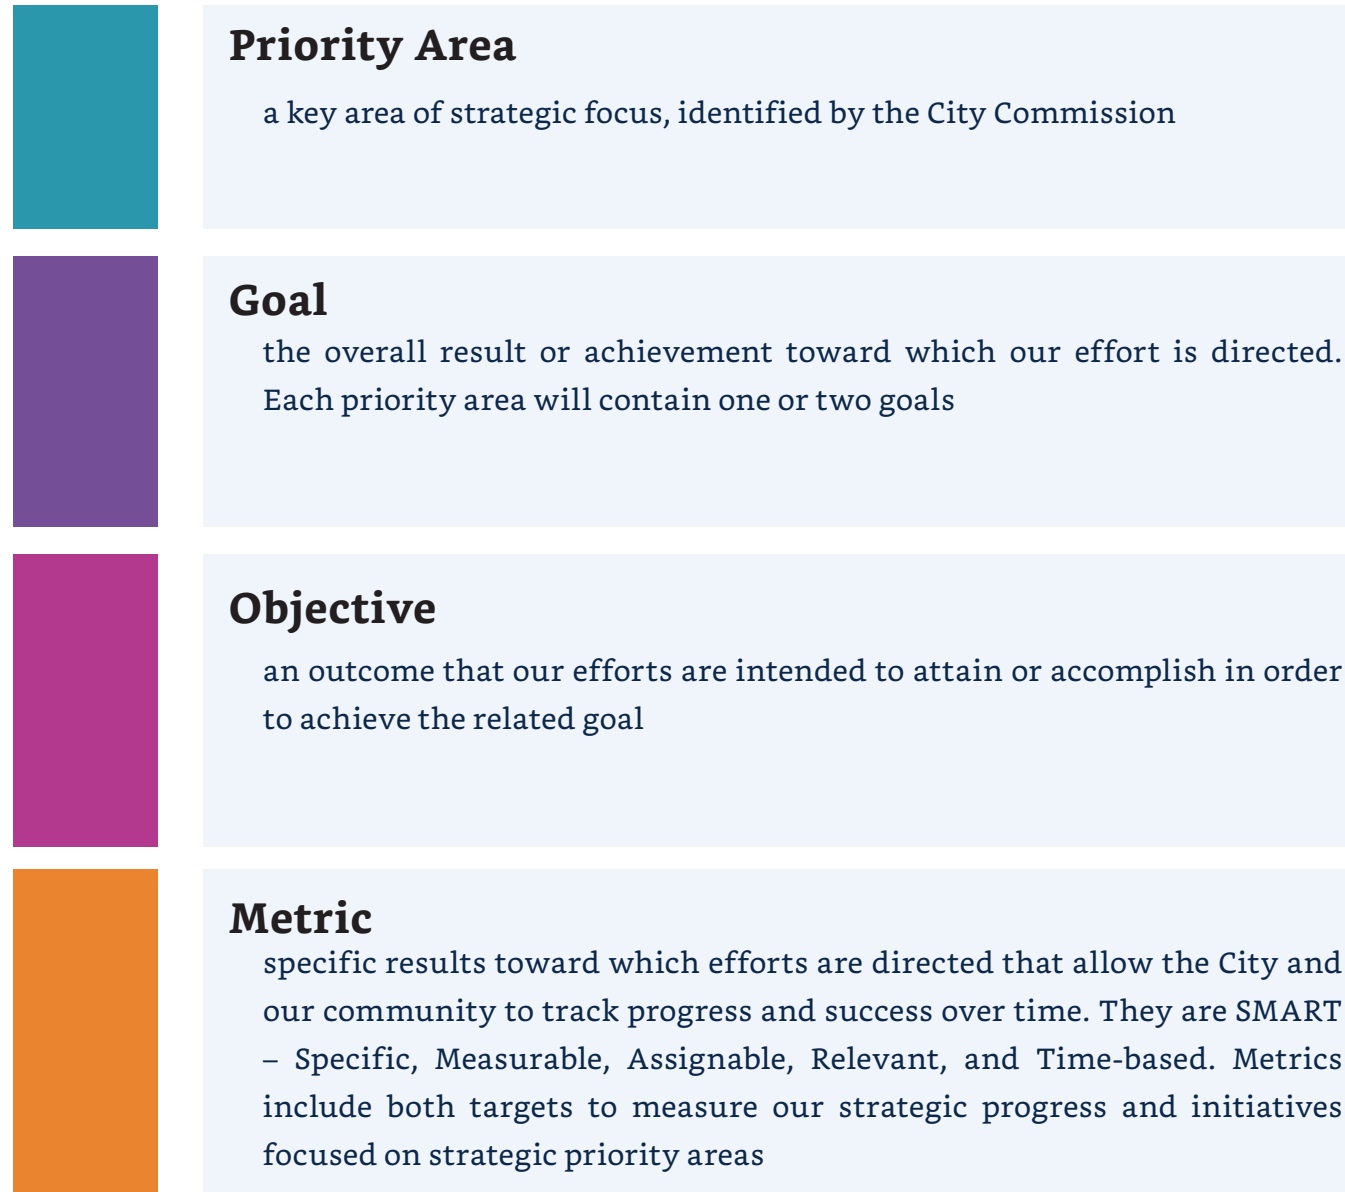 Priority Area
a key area of strategic focus, identified by the City Commission
Goal
the overall result or achievement toward which our effort is directed.
Each priority area will contain one or two goals
Objective
an outcome that our efforts are intended to attain or accomplish in order
to achieve the related goal
Metric
specific results toward which efforts are directed that allow the City and
our community to track progress and success over time. They are SMART
– Specific, Measurable, Assignable, Relevant, and Time-based. Metrics
include both targets to measure our strategic progress and initiatives
focused on strategic priority areas